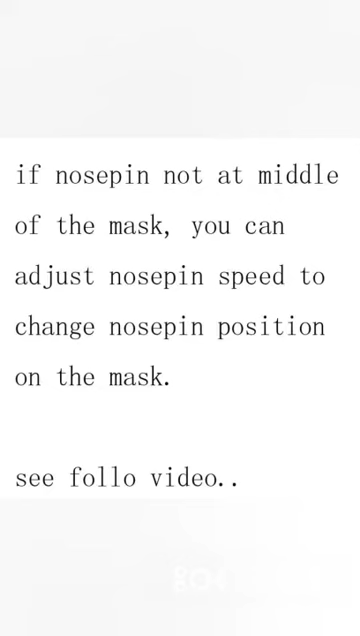 if nosepin not at middle
of the mask, you can
adjust nosepin speed to
change nosepin position
on the mask.
see follo video..